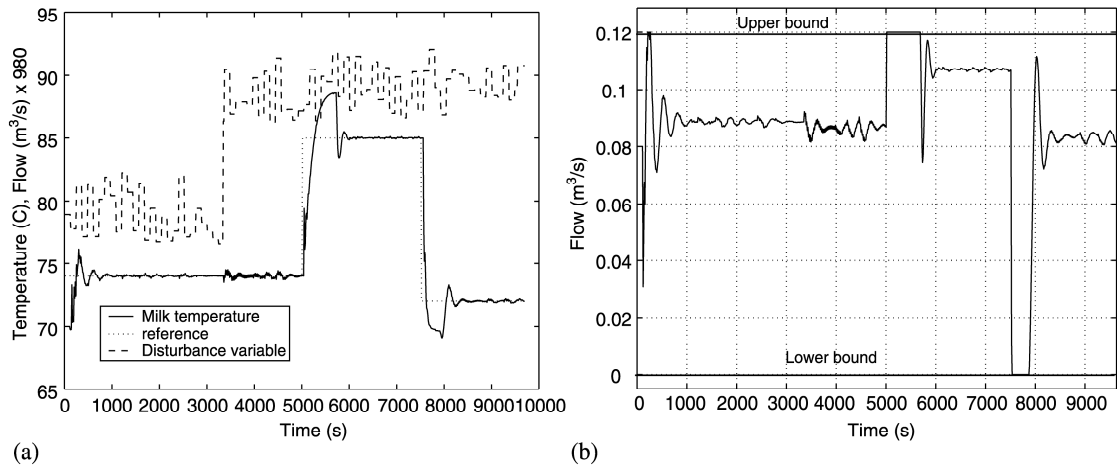 95
90
85
80
75
70
65
Temperature (C), Flow (m³/s) x 980
Milk temperature
reference
Disturbance variable
0 1000 2000 3000 4000 5000 6000 7000 8000 9000 10000
Time (s)
(a)
Upper bound
0.12
0.1
0.08
0.06
0.04
0.02
0
Flow (m³/s)
Lower bound
0 1000 2000 3000 4000 5000 6000 7000 8000 9000
Time (s)
(b)